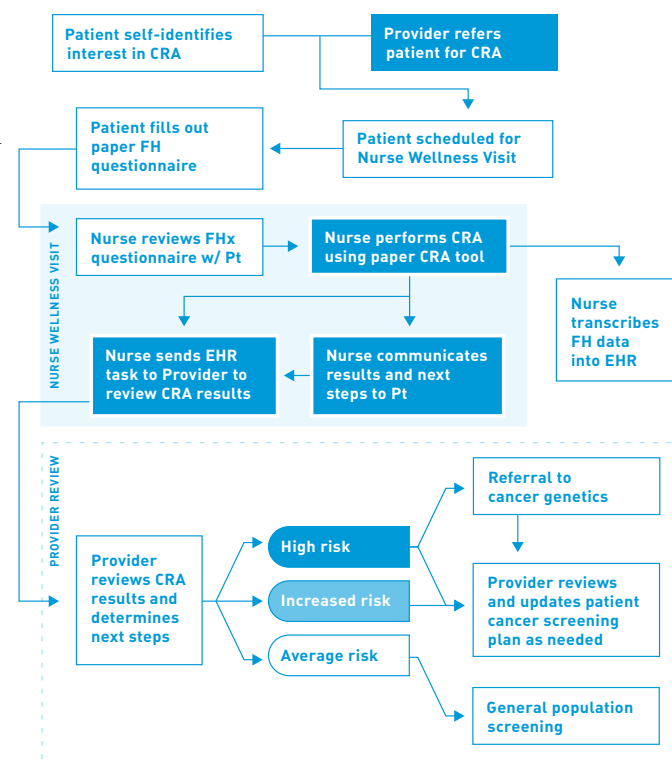 Patient self-identifies
interest in CRA
Provider refers
patient for CRA
Patient fills out
paper FH
questionnaire
Patient scheduled for
Nurse Wellness Visit
NURSE WELLNESS VISIT
Nurse reviews FHx
questionnaire w/ Pt
Nurse performs CRA
using paper CRA tool
Nurse
transcribes
FH data
into EHR
Nurse sends EHR
task to Provider to
review CRA results
Nurse communicates
results and next
steps to Pt
PROVIDER REVIEW
Provider
reviews CRA
results and
determines
next steps
High risk
Increased risk
Average risk
Referral to
cancer genetics
Provider reviews
and updates patient
cancer screening
plan as needed
General population
screening